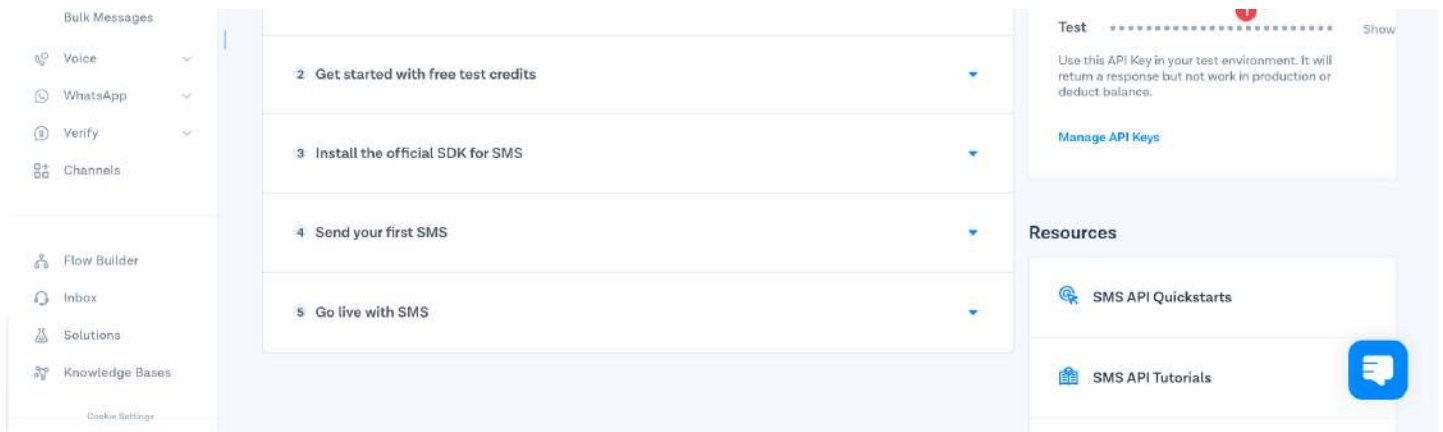 Bulk Messages
Voice
WhatsApp
Verify
Channels
Flow Builder
Inbox
Solutions
Knowledge Bases
Cookie Settings
2 Get started with free test credits
3 Install the official SDK for SMS
4 Send your first SMS
5 Go live with SMS
Test Show
Use this API Key in your test environment. It will
return a response but not work in production or
deduct balance.
Manage API Keys
Resources
SMS API Quickstarts
SMS API Tutorials